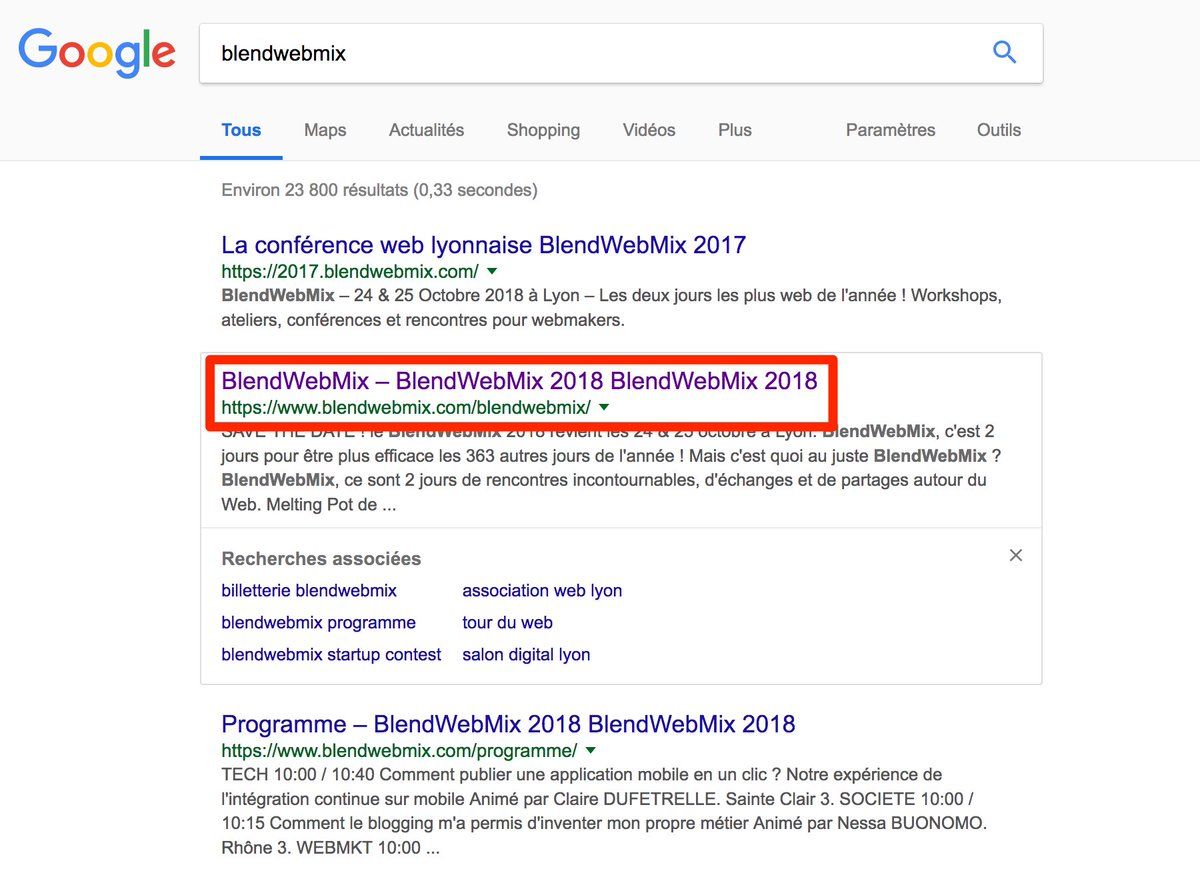 Google
blendwebmix
Tous Maps Actualités Shopping Vidéos Plus Paramètres Outils
Environ 23 800 résultats (0,33 secondes)
La conférence web lyonnaise BlendWebMix 2017
https://2017.blendwebmix.com/
BlendWebMix – 24 & 25 Octobre 2018 à Lyon – Les deux jours les plus web de l'année ! Workshops,
ateliers, conférences et rencontres pour webmakers.
BlendWebMix – BlendWebMix 2018 BlendWebMix 2018
https://www.blendwebmix.com/blendwebmix/
SAVE THE DATE ! le BlendWebMix 2018 revient les 24 & 25 octobre à Lyon. BlendWebMix, c'est 2
jours pour être plus efficace les 363 autres jours de l'année ! Mais c'est quoi au juste BlendWebMix ?
BlendWebMix, ce sont 2 jours de rencontres incontournables, d'échanges et de partages autour du
Web. Melting Pot de ...
Recherches associées
billetterie blendwebmix association web lyon
blendwebmix programme tour du web
blendwebmix startup contest salon digital lyon
Programme – BlendWebMix 2018 BlendWebMix 2018
https://www.blendwebmix.com/programme/
TECH 10:00 / 10:40 Comment publier une application mobile en un clic ? Notre expérience de
l'intégration continue sur mobile Animé par Claire DUFETRELLE. Sainte Clair 3. SOCIETE 10:00 /
10:15 Comment le blogging m'a permis d'inventer mon propre métier Animé par Nessa BUONOMO.
Rhône 3. WEBMKT 10:00 ...